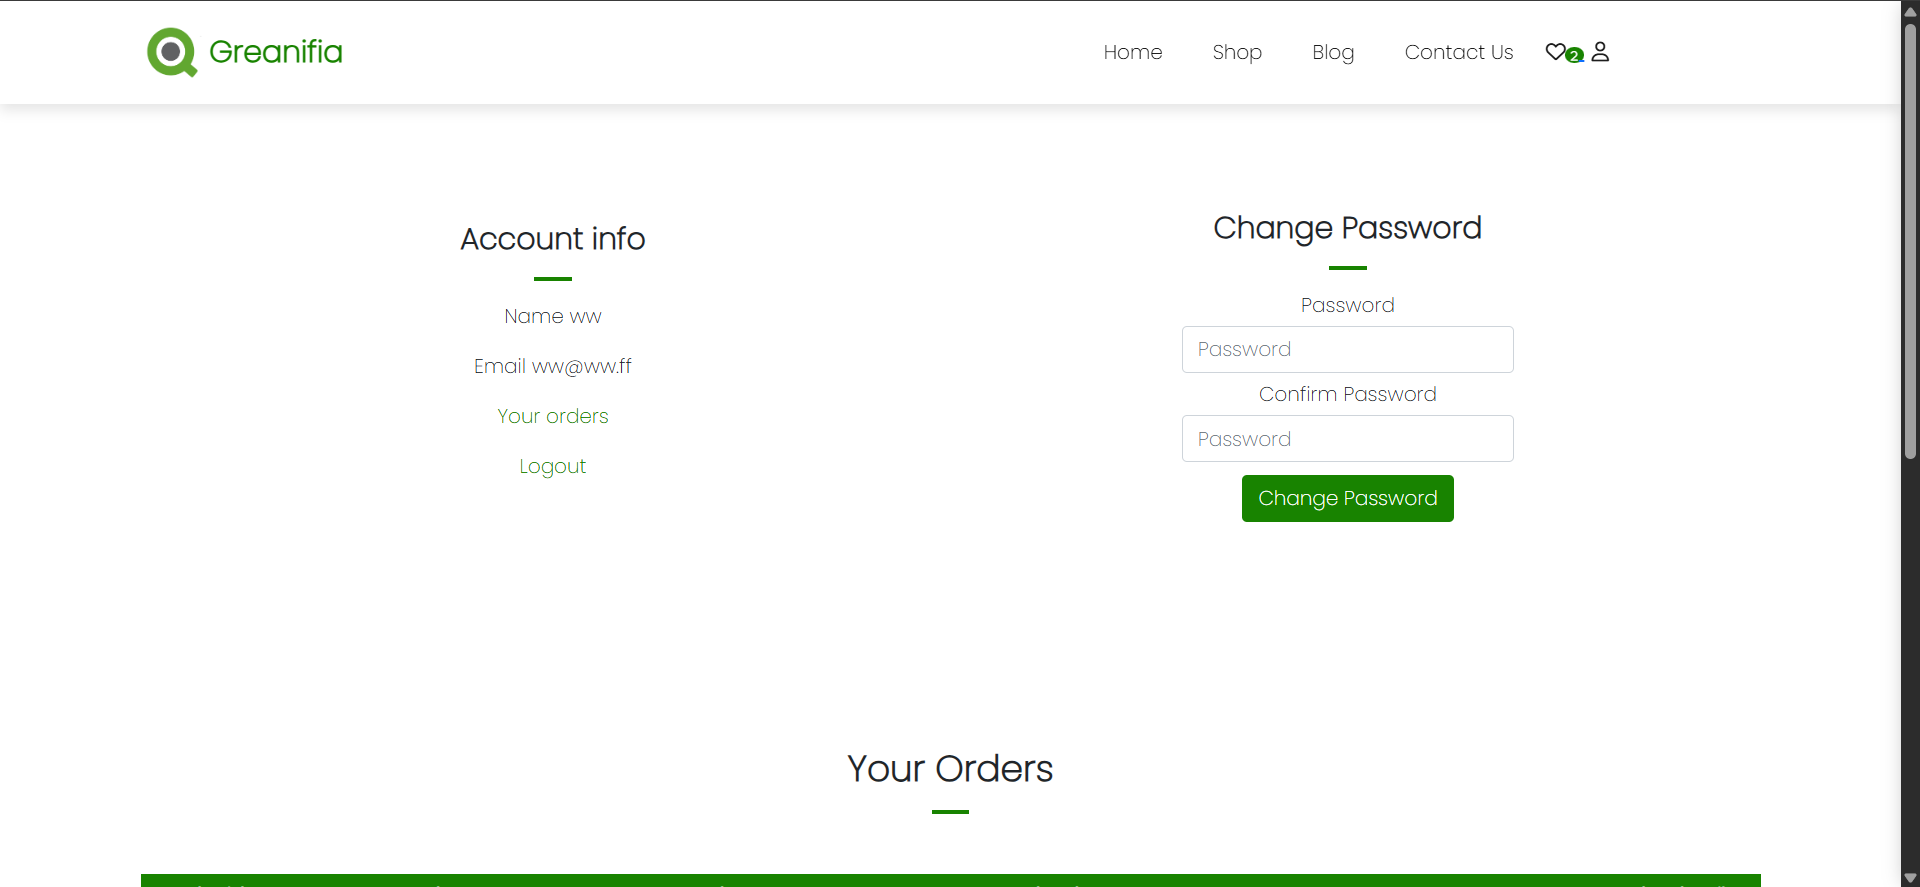 Greanifia
Home Shop Blog Contact Us 2
Account info
Name ww
Email ww@ww.ff
Your orders
Logout
Change Password
Password
Password
Confirm Password
Password
Change Password
Your Orders